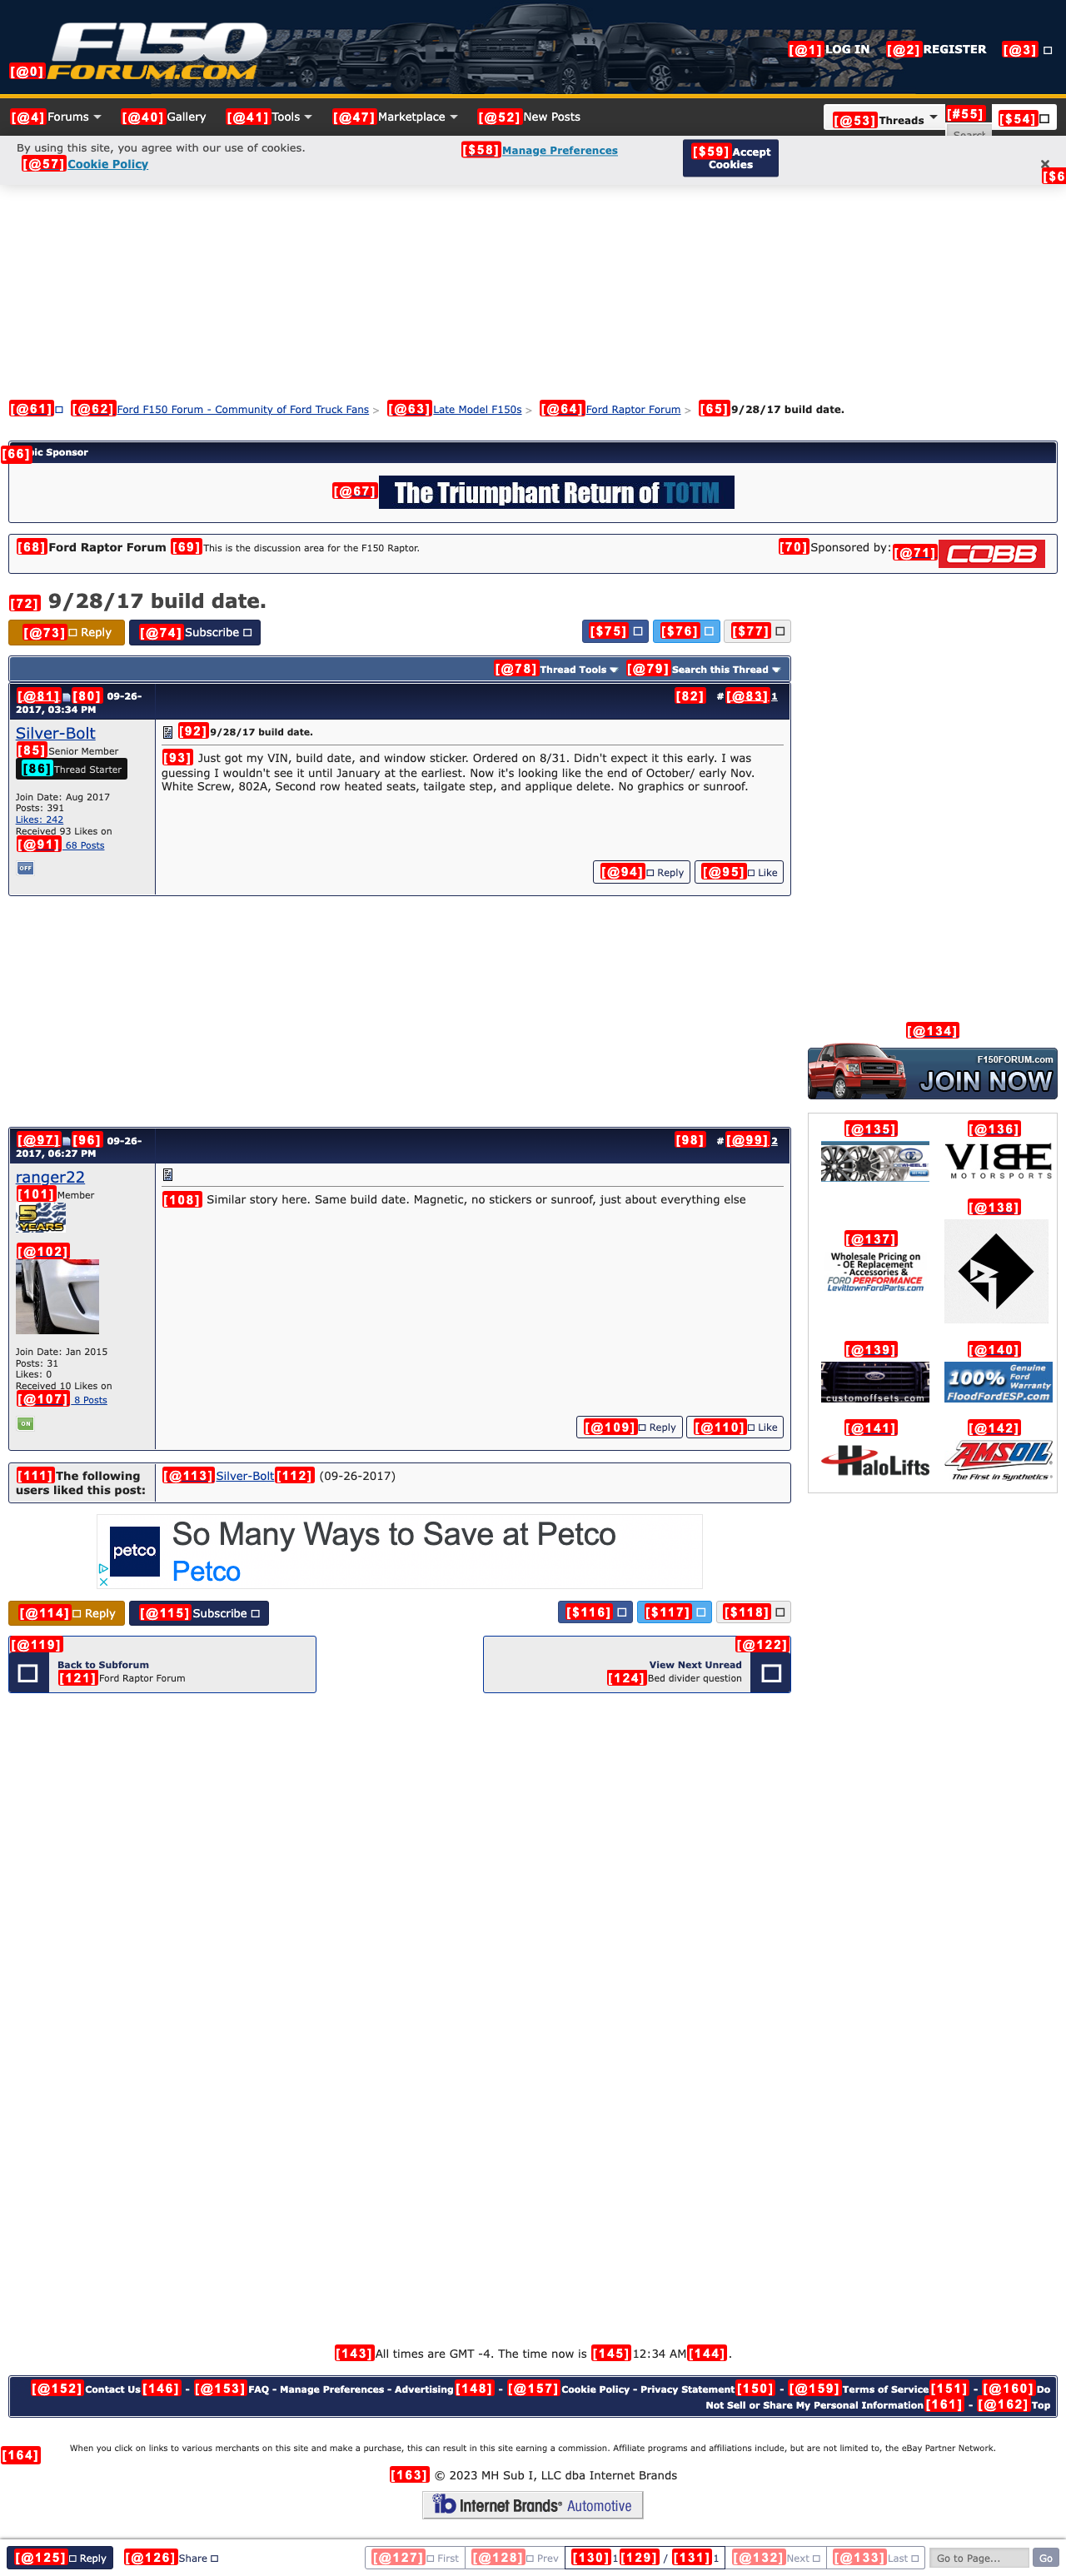 F150
FORUM.COM
[@0]
[@1] LOG IN [@2] REGISTER [@3]
[@4] Forums [@40] Gallery [@41] Tools [@47] Marketplace [@52] New Posts [@53] Threads [#55] [$54]
Search
By using this site, you agree with our use of cookies.
[@57] Cookie Policy
[$58] Manage Preferences
[$59] Accept
Cookies
[$6
[@61] [@62] Ford F150 Forum - Community of Ford Truck Fans > [@63] Late Model F150s > [@64] Ford Raptor Forum > [65] 9/28/17 build date.
[66] pic Sponsor
[@67] The Triumphant Return of TOTM
[68] Ford Raptor Forum [69] This is the discussion area for the F150 Raptor.
[70] Sponsored by: [@71] COBB
[72] 9/28/17 build date.
[@73] Reply [@74] Subscribe [$75] [$76] [$77]
[@78] Thread Tools [@79] Search this Thread
[@81] [80] 09-26-
2017, 03:34 PM
[82] # [@83] 1
Silver-Bolt
[85] Senior Member
[86] Thread Starter
Join Date: Aug 2017
Posts: 391
Likes: 242
Received 93 Likes on
[@91] 68 Posts
OFF
[92] 9/28/17 build date.
[93] Just got my VIN, build date, and window sticker. Ordered on 8/31. Didn't expect it this early. I was
guessing I wouldn't see it until January at the earliest. Now it's looking like the end of October/ early Nov.
White Screw, 802A, Second row heated seats, tailgate step, and applique delete. No graphics or sunroof.
[@94] Reply [@95] Like
[@134]
F150FORUM.com
JOIN NOW
[@97] [96] 09-26-
2017, 06:27 PM
[98] # [@99] 2
ranger22
[101] Member
5
YEARS
[@102]
Join Date: Jan 2015
Posts: 31
Likes: 0
Received 10 Likes on
[@107] 8 Posts
ON
[108] Similar story here. Same build date. Magnetic, no stickers or sunroof, just about everything else
[@109] Reply [@110] Like
[@135] [@136]
VIBE
MOTORSPORTS
[@137] [@138]
Wholesale Pricing on
- OE Replacement
- Accessories &
FORD PERFORMANCE
LevittownFordParts.com
[@139] [@140]
customoffsets.com
100% Genuine
Ford
Warranty
FloodFordESP.com
[@141] [@142]
HaloLifts
AMSOIL
The First in Synthetics
[111] The following
users liked this post:
[@113] Silver-Bolt [112] (09-26-2017)
petco
So Many Ways to Save at Petco
Petco
[@114] Reply [@115] Subscribe [$116] [$117] [$118]
[@119]
Back to Subforum
[121] Ford Raptor Forum
[@122]
View Next Unread
[124] Bed divider question
[143] All times are GMT -4. The time now is [145] 12:34 AM [144] .
[@152] Contact Us [146] - [@153] FAQ - Manage Preferences - Advertising [148] - [@157] Cookie Policy - Privacy Statement [150] - [@159] Terms of Service [151] - [@160] Do
Not Sell or Share My Personal Information [161] - [@162] Top
[164] When you click on links to various merchants on this site and make a purchase, this can result in this site earning a commission. Affiliate programs and affiliations include, but are not limited to, the eBay Partner Network.
[163] © 2023 MH Sub I, LLC dba Internet Brands
ib Internet Brands Automotive
[@125] Reply [@126] Share [@127] First [@128] Prev [130] 1 [129] / [131] 1 [@132] Next [@133] Last Go to Page... Go